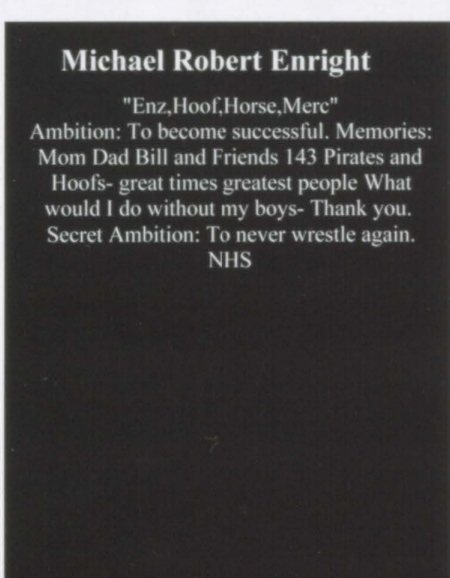 Michael Robert Enright
"Enz,Hoof,Horse,Merc"
Ambition: To become successful. Memories:
Mom Dad Bill and Friends 143 Pirates and
Hoofs- great times greatest people What
would I do without my boys- Thank you.
Secret Ambition: To never wrestle again.
NHS